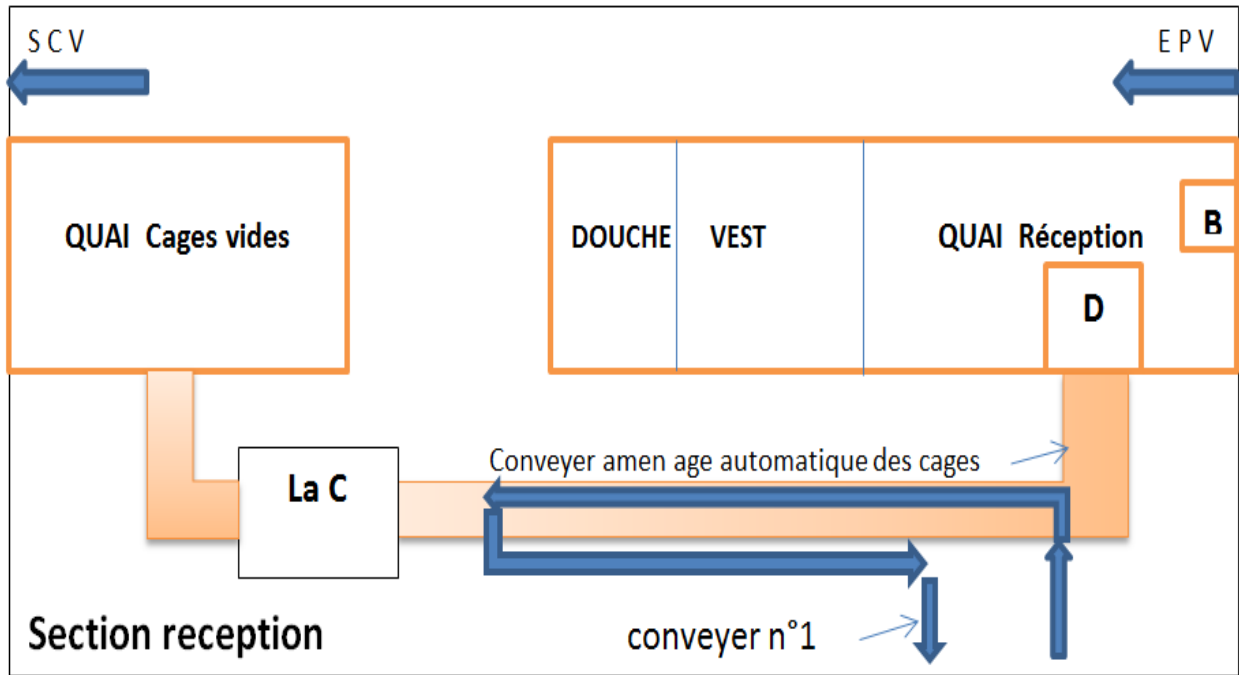 S C V
E P V
QUAI Cages vides
DOUCHE
VEST
QUAI Réception
B
D
Conveyer amen age automatique des cages
La C
Section reception
conveyer n°1